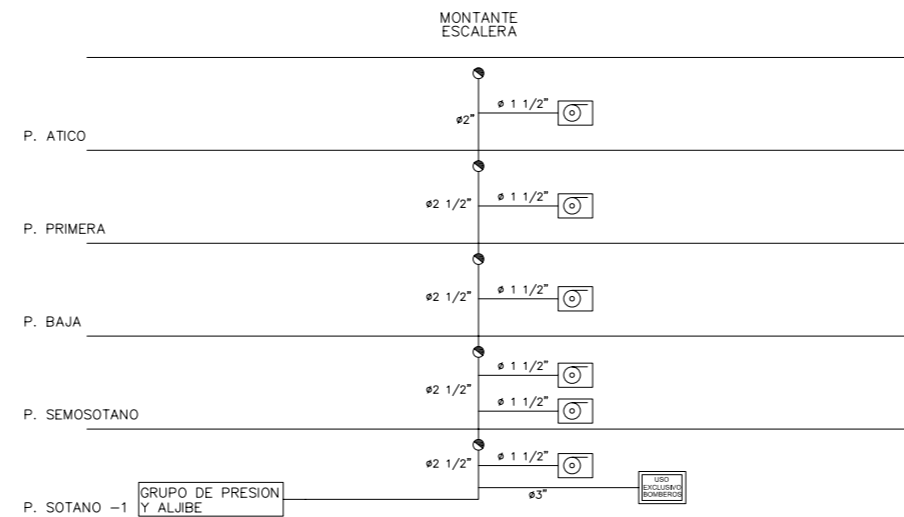 MONTANTE
ESCALERA
ø 1 1/2"
ø2"
P. ATICO
ø2 1/2" ø 1 1/2"
P. PRIMERA
ø2 1/2" ø 1 1/2"
P. BAJA
ø 1 1/2"
ø2 1/2"
ø 1 1/2"
P. SEMOSOTANO
ø2 1/2" ø 1 1/2"
USO
EXCLUSIVO
BOMBEROS
ø3"
GRUPO DE PRESION
Y ALJIBE
P. SOTANO -1